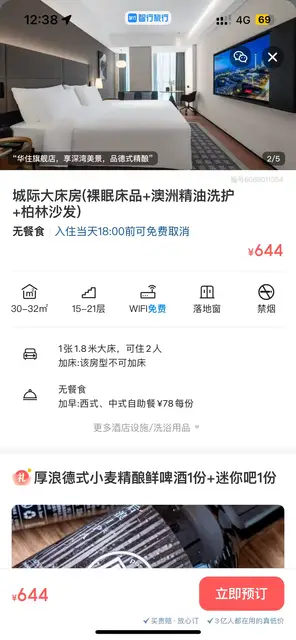 12:38
智行旅行
4G 69
“华住旗舰店，享深湾美景，品德式精酿”
2/5
城际大床房(裸眠床品+澳洲精油洗护
+柏林沙发)
无餐食 入住当天18:00前可免费取消
¥644
30-32㎡
15-21层
WIFI免费
落地窗
禁烟
1张1.8米大床，可住2人
加床:该房型不可加床
无餐食
加早:西式、中式自助餐 ¥78 每份
更多酒店设施/洗浴用品
礼 厚浪德式小麦精酿鲜啤酒1份+迷你吧1份
¥644
立即预订
买贵赔·放心订
3亿人都在用的真低价